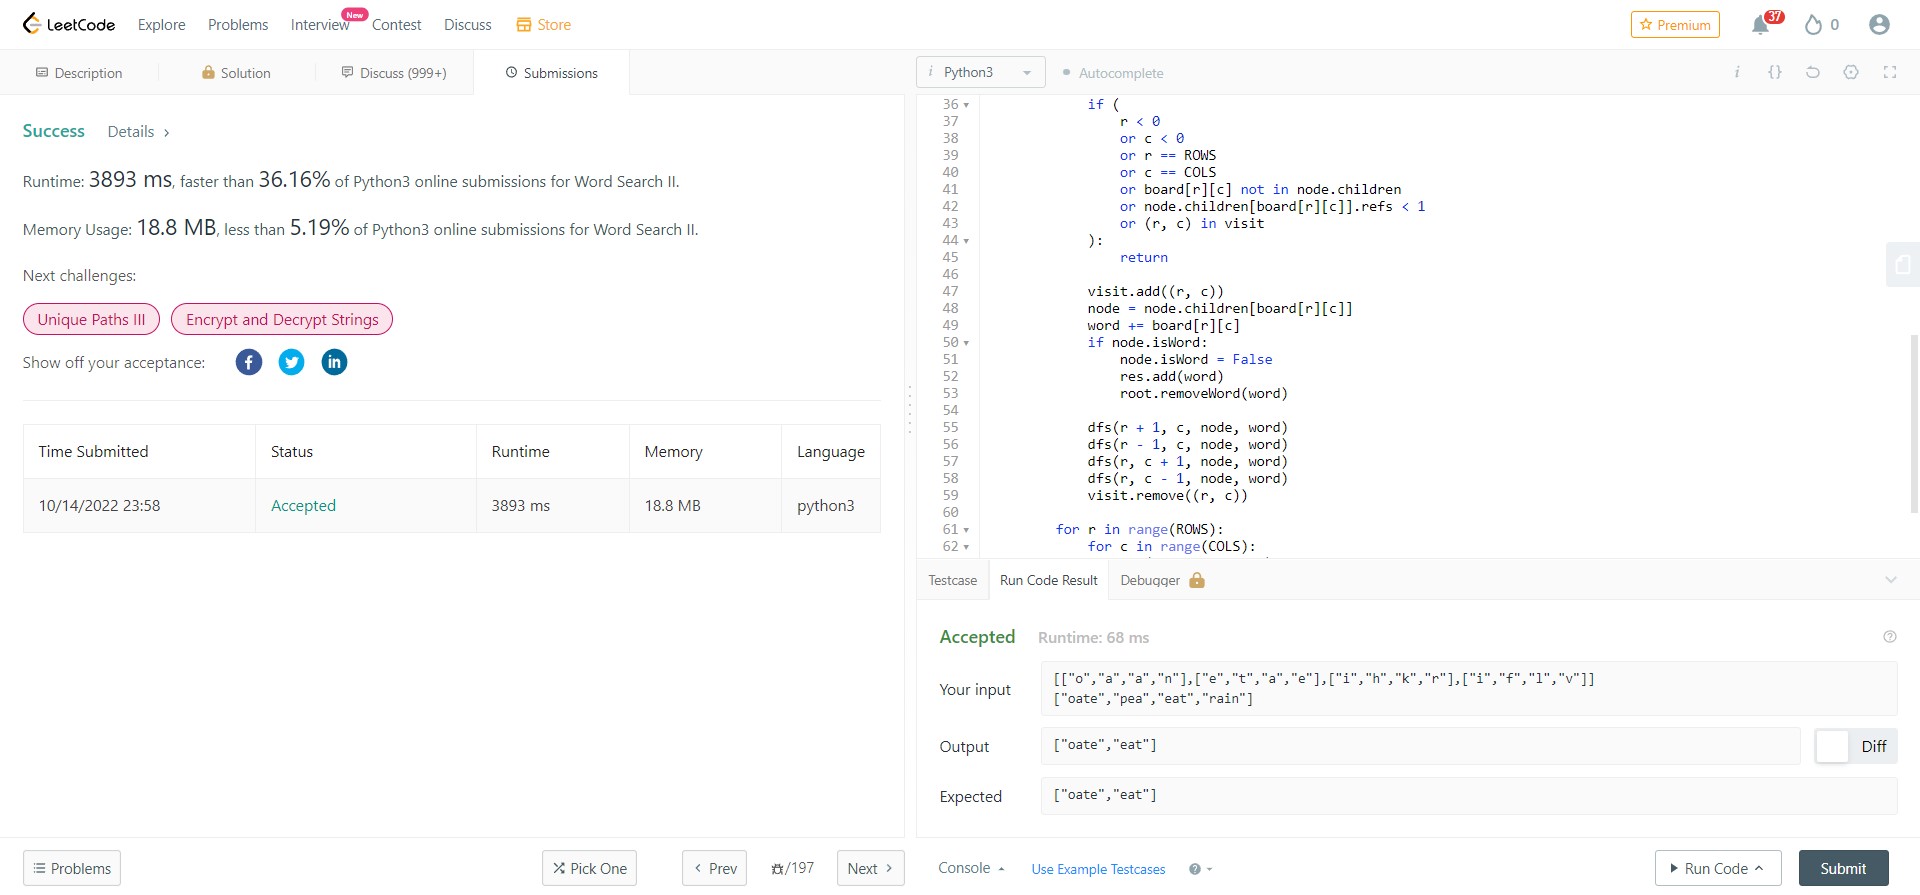 LeetCode Explore Problems Interview New Contest Discuss Store Premium 37 0
Description Solution Discuss (999+) Submissions
Success Details
Runtime: 3893 ms, faster than 36.16% of Python3 online submissions for Word Search II.
Memory Usage: 18.8 MB, less than 5.19% of Python3 online submissions for Word Search II.
Next challenges:
Unique Paths III Encrypt and Decrypt Strings
Show off your acceptance:
Time Submitted Status Runtime Memory Language
10/14/2022 23:58 Accepted 3893 ms 18.8 MB python3
Problems Pick One Prev /197 Next
i Python3 Autocomplete i {}
36 if (
37 r < 0
38 or c < 0
39 or r == ROWS
40 or c == COLS
41 or board[r][c] not in node.children
42 or node.children[board[r][c]].refs < 1
43 or (r, c) in visit
44 ):
45 return
46
47 visit.add((r, c))
48 node = node.children[board[r][c]]
49 word += board[r][c]
50 if node.isWord:
51 node.isWord = False
52 res.add(word)
53 root.removeWord(word)
54
55 dfs(r + 1, c, node, word)
56 dfs(r - 1, c, node, word)
57 dfs(r, c + 1, node, word)
58 dfs(r, c - 1, node, word)
59 visit.remove((r, c))
60
61 for r in range(ROWS):
62 for c in range(COLS):
Testcase Run Code Result Debugger
Accepted Runtime: 68 ms
Your input
[["o","a","a","n"],["e","t","a","e"],["i","h","k","r"],["i","f","l","v"]]
["oate","pea","eat","rain"]
Output ["oate","eat"] Diff
Expected ["oate","eat"]
Console Use Example Testcases Run Code Submit